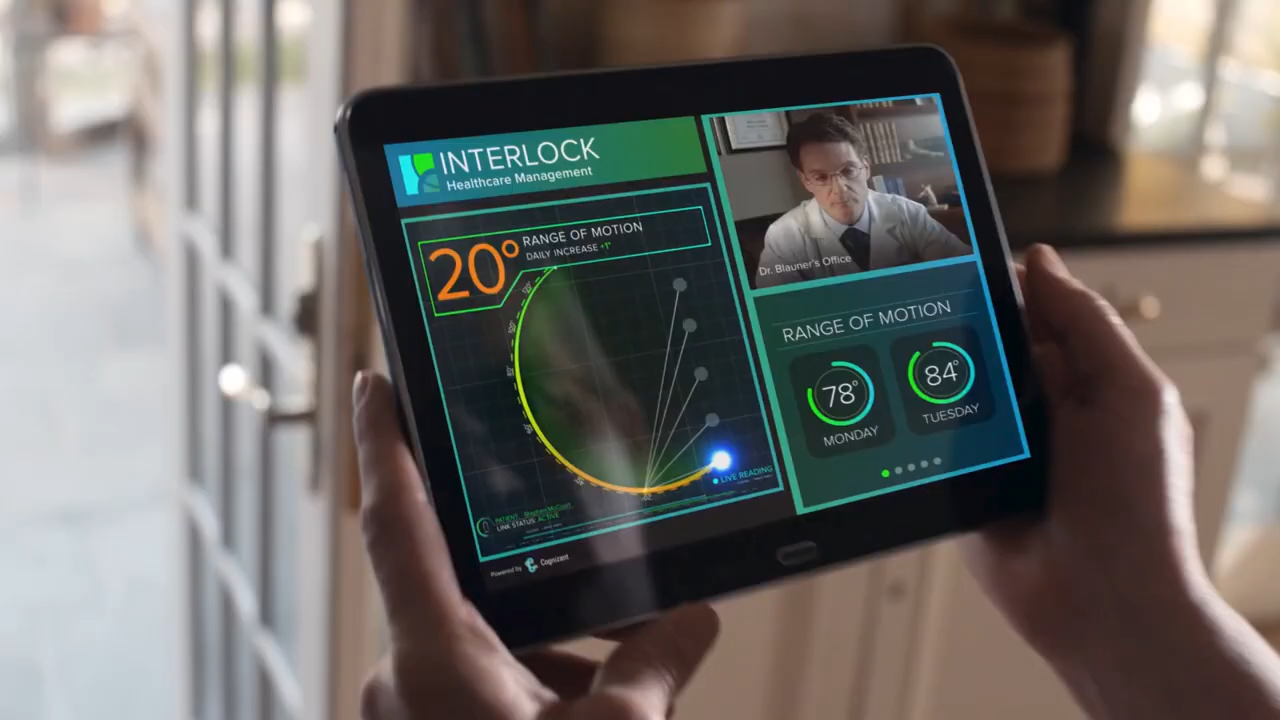 INTERLOCK
Healthcare Management
20°
RANGE OF MOTION
DAILY INCREASE +1°
LIVE READING
PATIENT:
LINK STATUS: ACTIVE
Powered by Cognizant
Dr. Blauner's Office
RANGE OF MOTION
78°
MONDAY
84°
TUESDAY